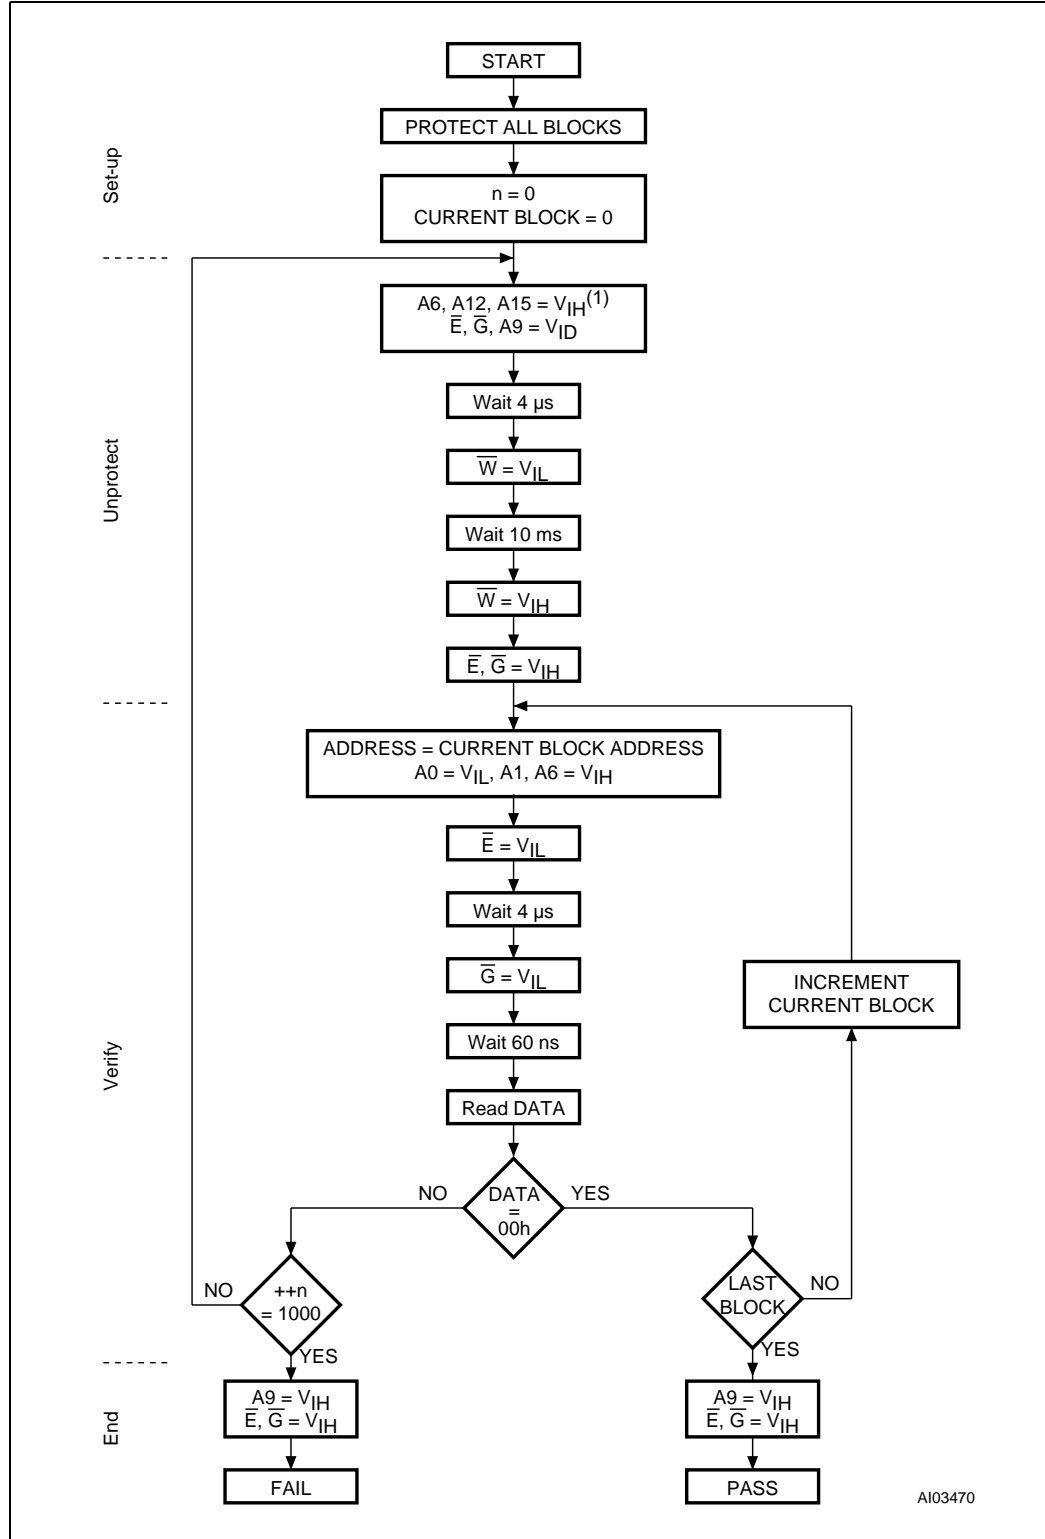 START
PROTECT ALL BLOCKS
Set-up
n = 0
CURRENT BLOCK = 0
A6, A12, A15 = VIH(1)
E̅, G̅, A9 = VID
Wait 4 µs
Unprotect
W̅ = VIL
Wait 10 ms
W̅ = VIH
E̅, G̅ = VIH
ADDRESS = CURRENT BLOCK ADDRESS
A0 = VIL, A1, A6 = VIH
E̅ = VIL
Wait 4 µs
G̅ = VIL
INCREMENT
CURRENT BLOCK
Wait 60 ns
Verify
Read DATA
NO
DATA
=
00h
YES
NO
++n
= 1000
YES
LAST
BLOCK
NO
YES
End
A9 = VIH
E̅, G̅ = VIH
A9 = VIH
E̅, G̅ = VIH
FAIL
PASS
AI03470